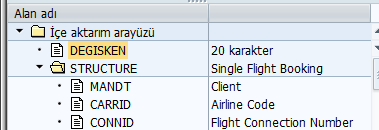 Alan adı
İçe aktarım arayüzü
DEGISKEN 20 karakter
STRUCTURE Single Flight Booking
MANDT Client
CARRID Airline Code
CONNID Flight Connection Number